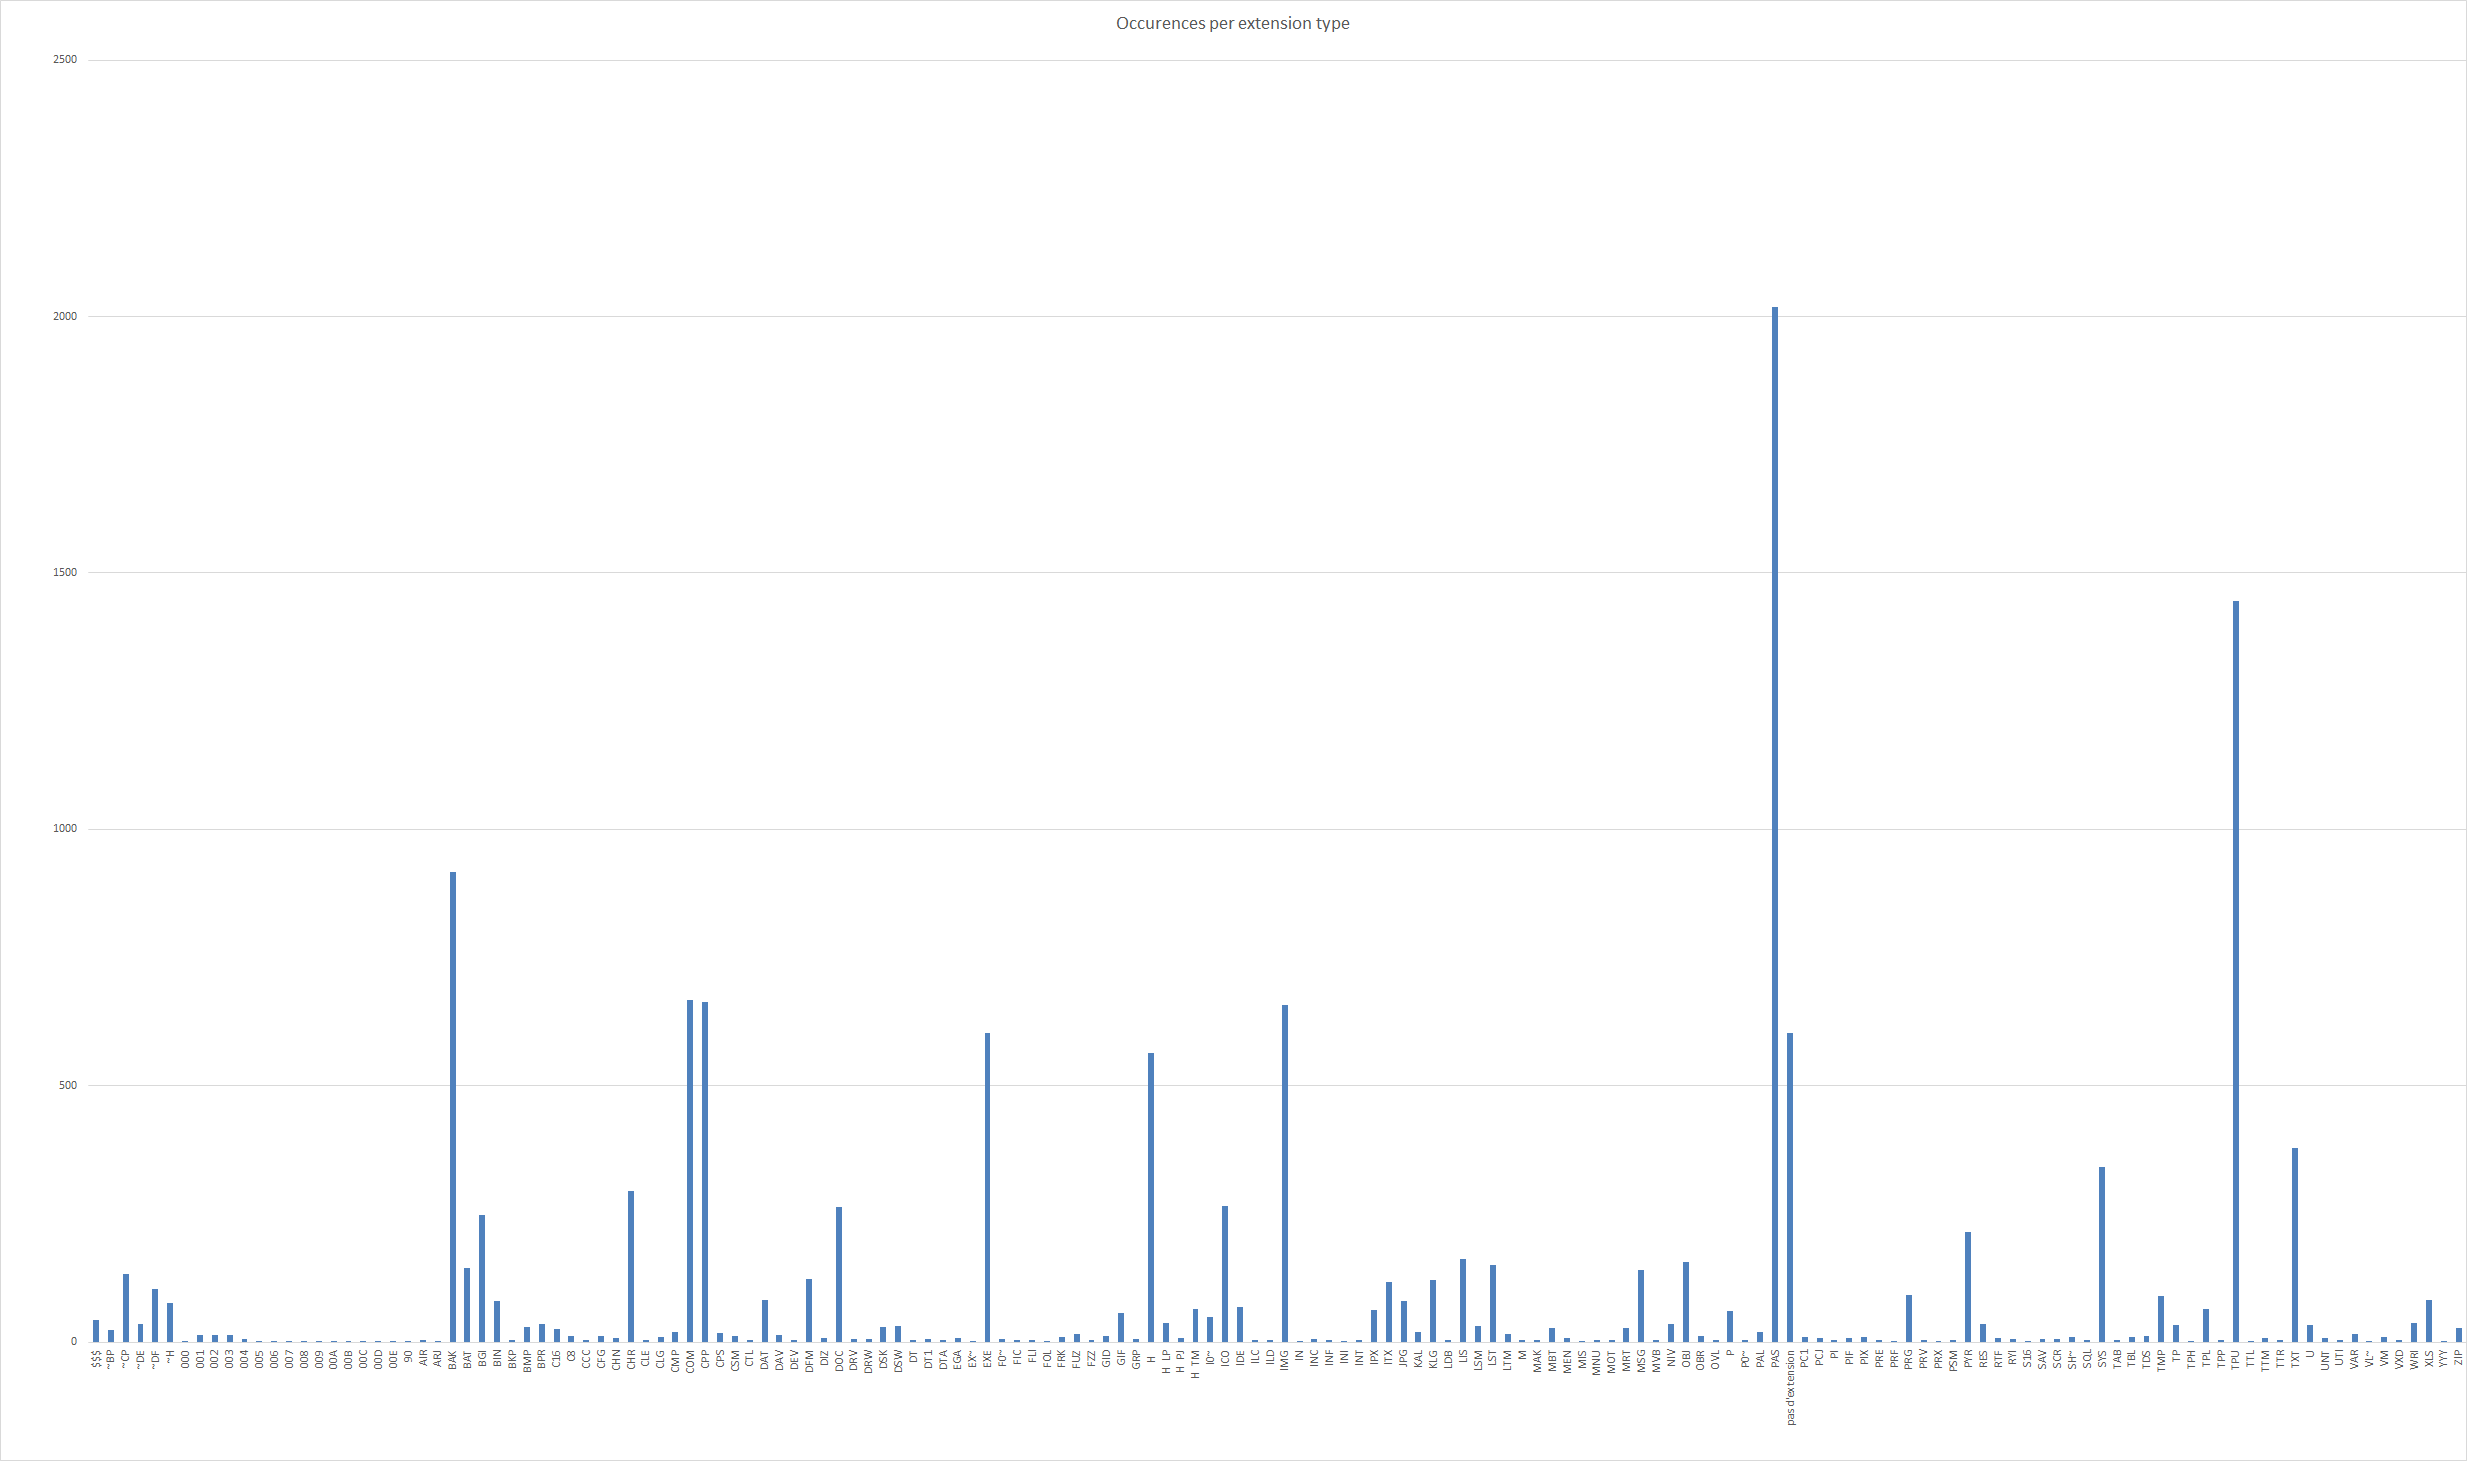 Occurences per extension type
2500
2000
1500
1000
500
0
$$$
~BP
~CP
~DE
~DF
~H
000
001
002
003
004
005
006
007
008
009
00A
00B
00C
00D
00E
90
AIR
ARJ
BAK
BAT
BGI
BIN
BKP
BMP
BPR
C16
C8
CCC
CFG
CHN
CHR
CLE
CLG
CMP
COM
CPP
CPS
CSM
CTL
DAT
DAV
DEV
DFM
DIZ
DOC
DRV
DRW
DSK
DSW
DT
DT1
DTA
EGA
EX~
EXE
F0~
FIC
FLI
FOL
FRK
FUZ
FZZ
GID
GIF
GRP
H
H LP
H PJ
H TM
I0~
ICO
IDE
ILC
ILD
IMG
IN
INC
INF
INI
INT
IPX
ITX
JPG
KAL
KLG
LDB
LIS
LSM
LST
LTM
M
MAK
MBT
MEN
MIS
MNU
MOT
MRT
MSG
MVB
NIV
OBJ
OBR
OVL
P
P0~
PAL
PAS
pas d'extension
PC1
PCJ
PI
PIF
PIX
PRE
PRF
PRG
PRV
PRX
PSM
PYR
RES
RTF
RYI
S16
SAV
SCR
SH~
SQL
SYS
TAB
TBL
TDS
TMP
TP
TPH
TPL
TPP
TPU
TTL
TTM
TTR
TXT
U
UNT
UTI
VAR
VL~
VM
VXD
WRI
XLS
YYY
ZIP